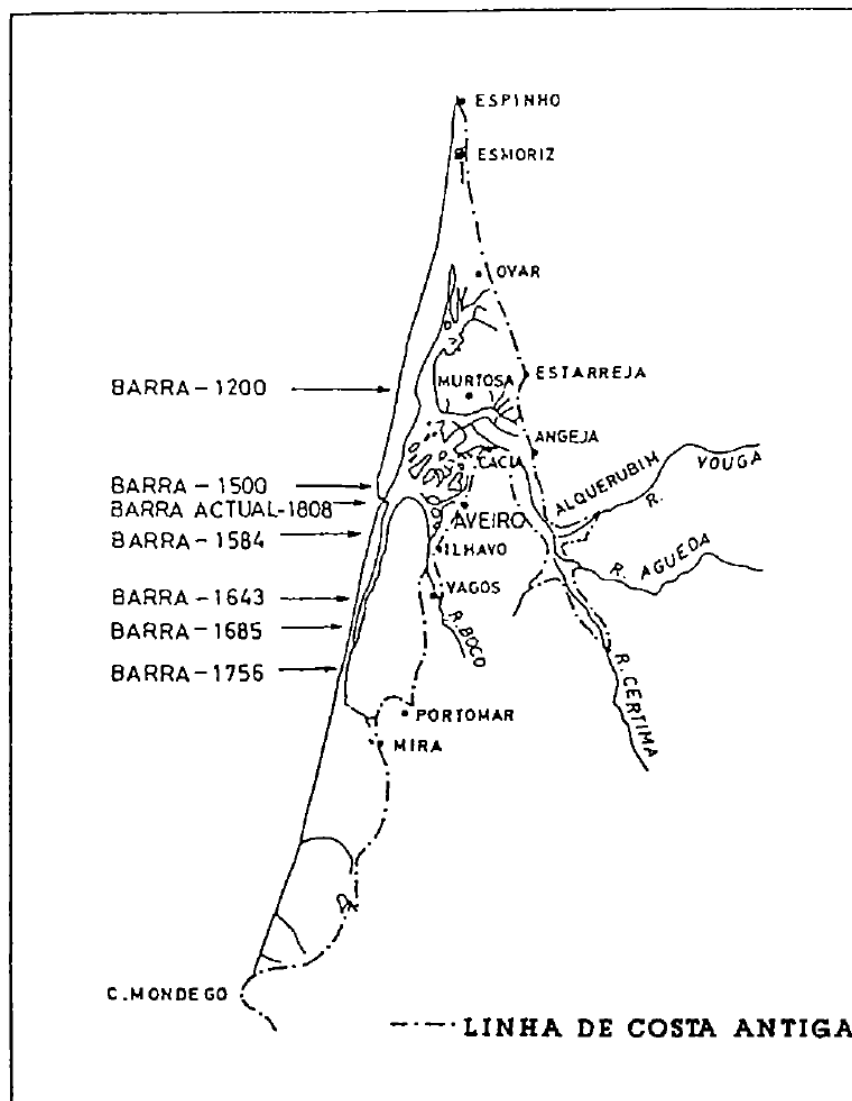 ESPINHO
ESMORIZ
OVAR
BARRA-1200
MURTOSA
ESTARREJA
ANGEJA
CACIA
ALQUERUBIM
R. VOUGA
BARRA-1500
BARRA ACTUAL-1808
AVEIRO
BARRA-1584
ILHAVO
R. AGUEDA
BARRA-1643
VAGOS
R. BOCO
BARRA-1685
BARRA-1756
R. CERTIMA
PORTOMAR
MIRA
C. MONDEGO
LINHA DE COSTA ANTIGA